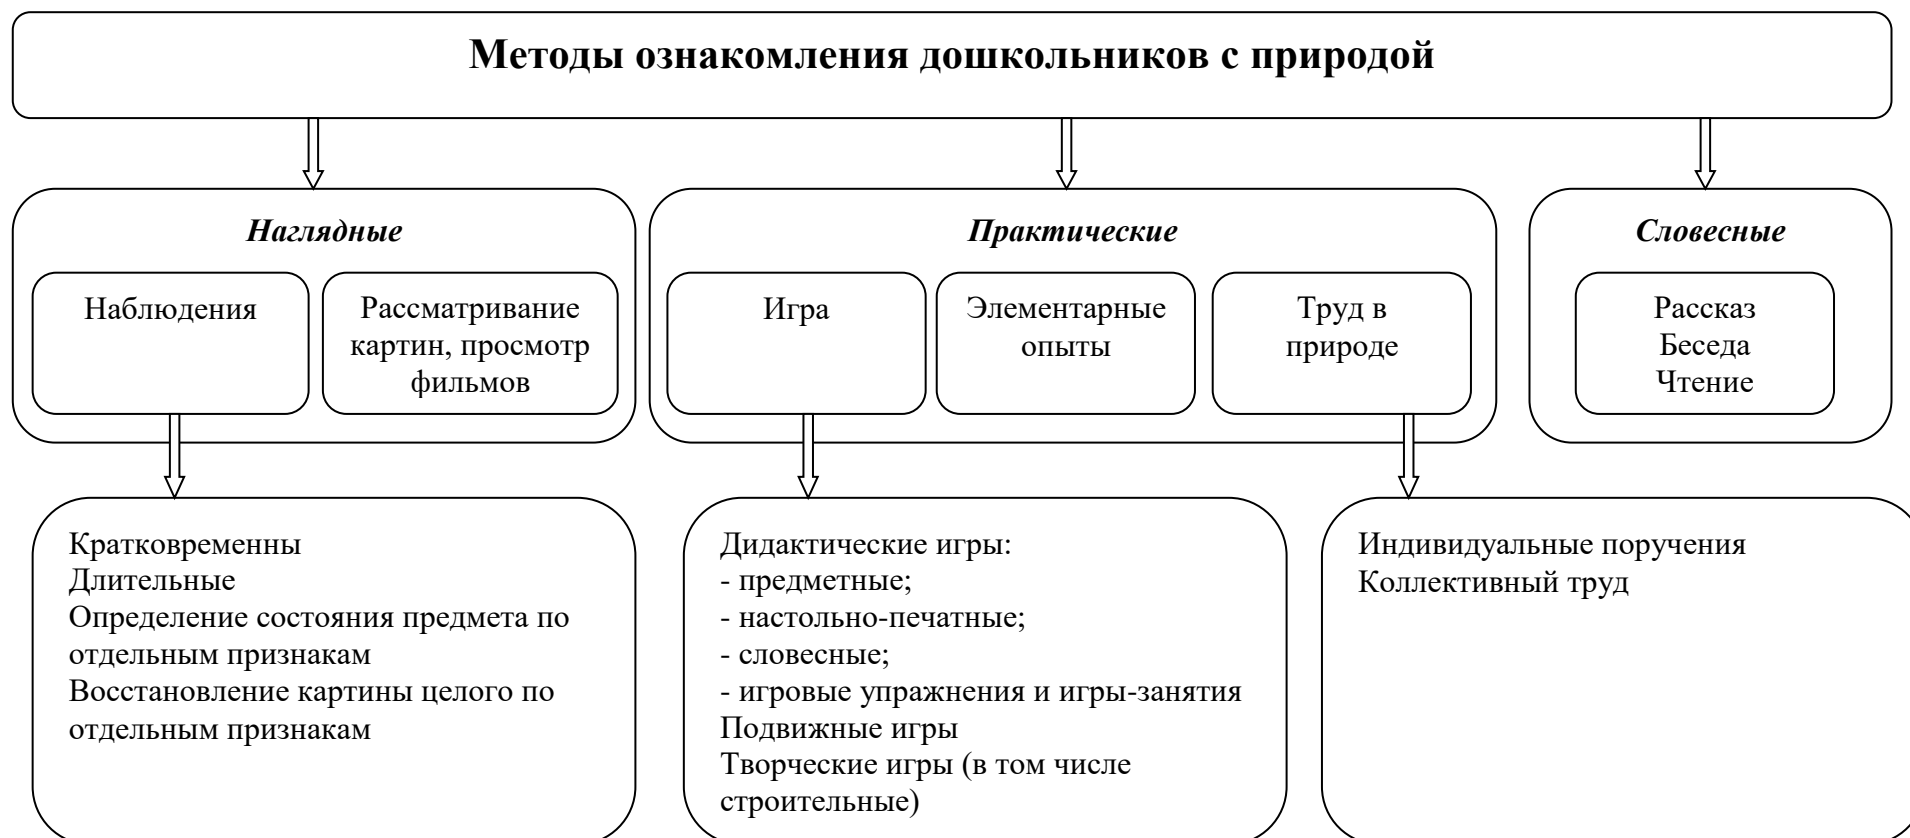 Методы ознакомления дошкольников с природой
Наглядные
Наблюдения
Рассматривание
картин, просмотр
фильмов
Практические
Игра
Элементарные
опыты
Труд в
природе
Словесные
Рассказ
Беседа
Чтение
Кратковременны
Длительные
Определение состояния предмета по
отдельным признакам
Восстановление картины целого по
отдельным признакам
Дидактические игры:
- предметные;
- настольно-печатные;
- словесные;
- игровые упражнения и игры-занятия
Подвижные игры
Творческие игры (в том числе
строительные)
Индивидуальные поручения
Коллективный труд